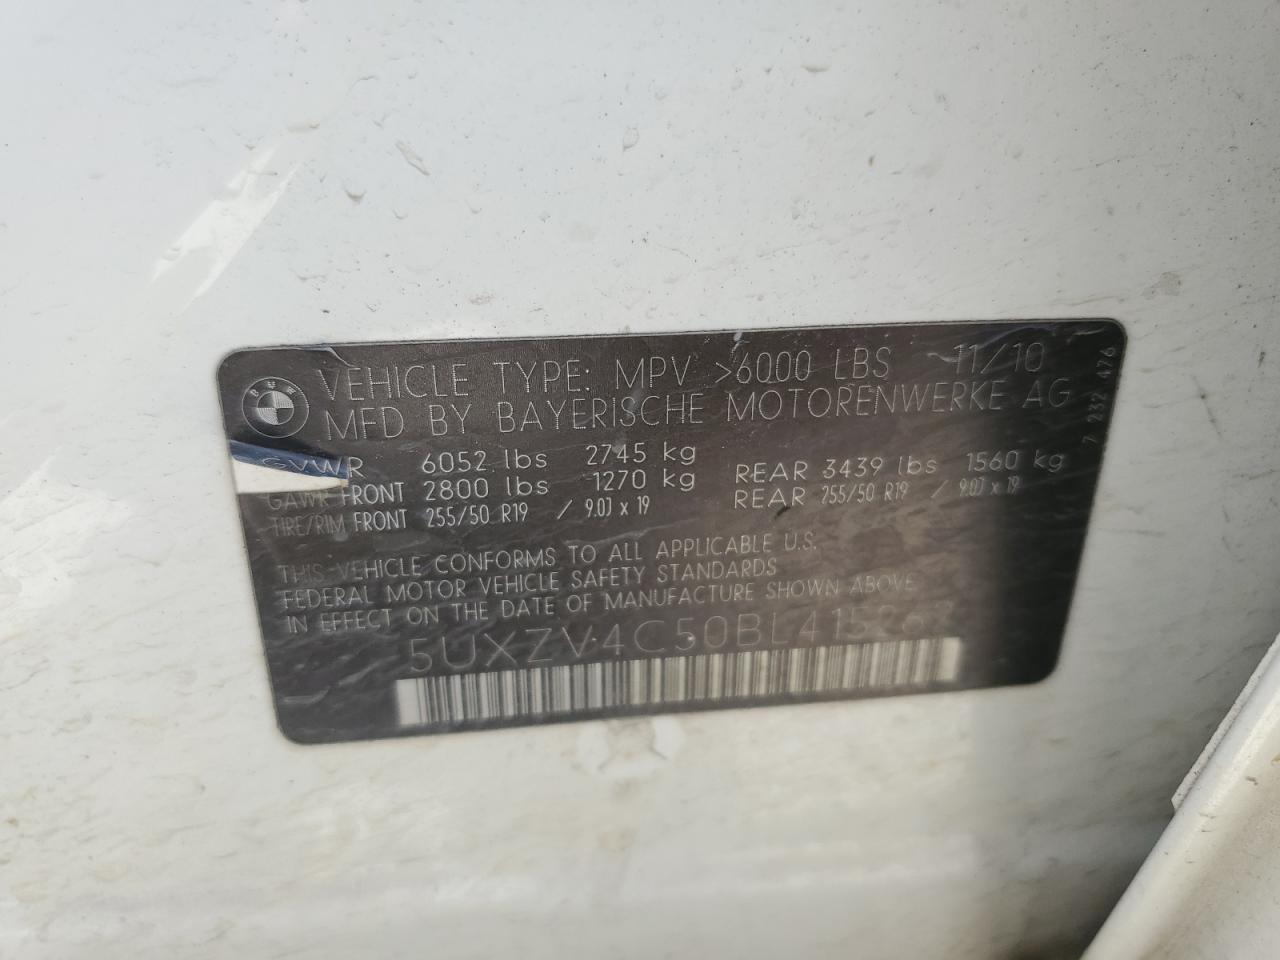 VEHICLE TYPE: MPV >6000 LBS 11/10
MFD BY BAYERISCHE MOTORENWERKE AG
GVWR 6052 lbs 2745 kg
GAWR FRONT 2800 lbs 1270 kg REAR 3439 lbs 1560 kg
TIRE/RIM FRONT 255/50 R19 / 9.0J x 19 REAR 255/50 R19 / 9.0J x 19
THIS VEHICLE CONFORMS TO ALL APPLICABLE U.S.
FEDERAL MOTOR VEHICLE SAFETY STANDARDS
IN EFFECT ON THE DATE OF MANUFACTURE SHOWN ABOVE
7 232 476
BMW